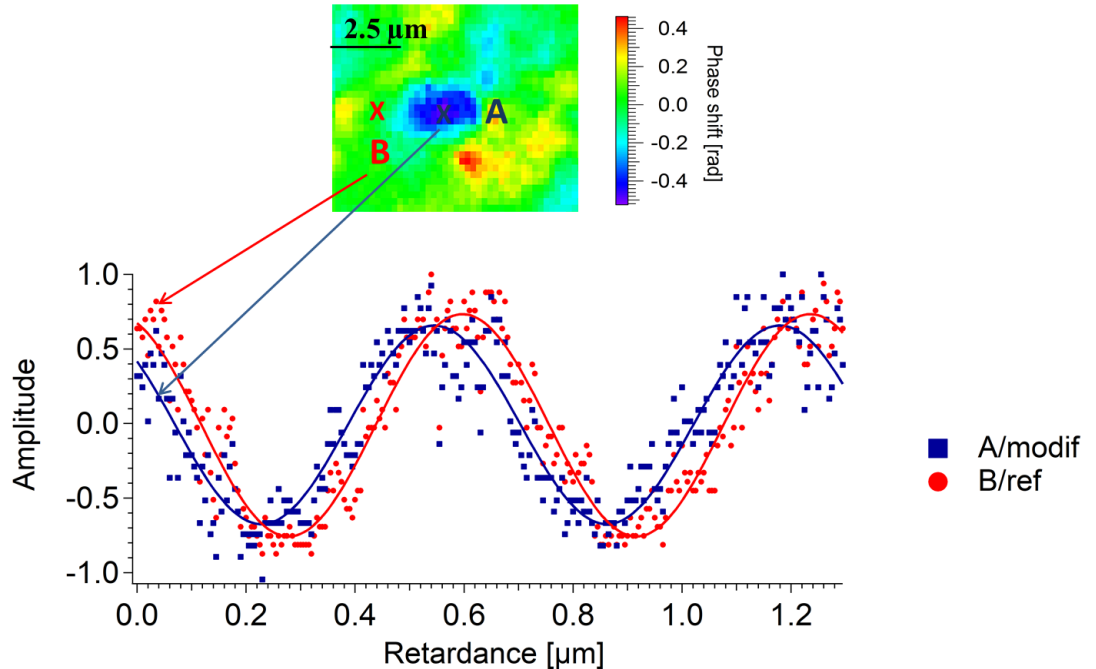 2.5 µm
X
X
A
B
0.4
0.2
0.0
-0.2
-0.4
Phase shift [rad]
1.0
0.5
0.0
-0.5
-1.0
Amplitude
0.0
0.2
0.4
0.6
0.8
1.0
1.2
Retardance [µm]
A/modif
B/ref